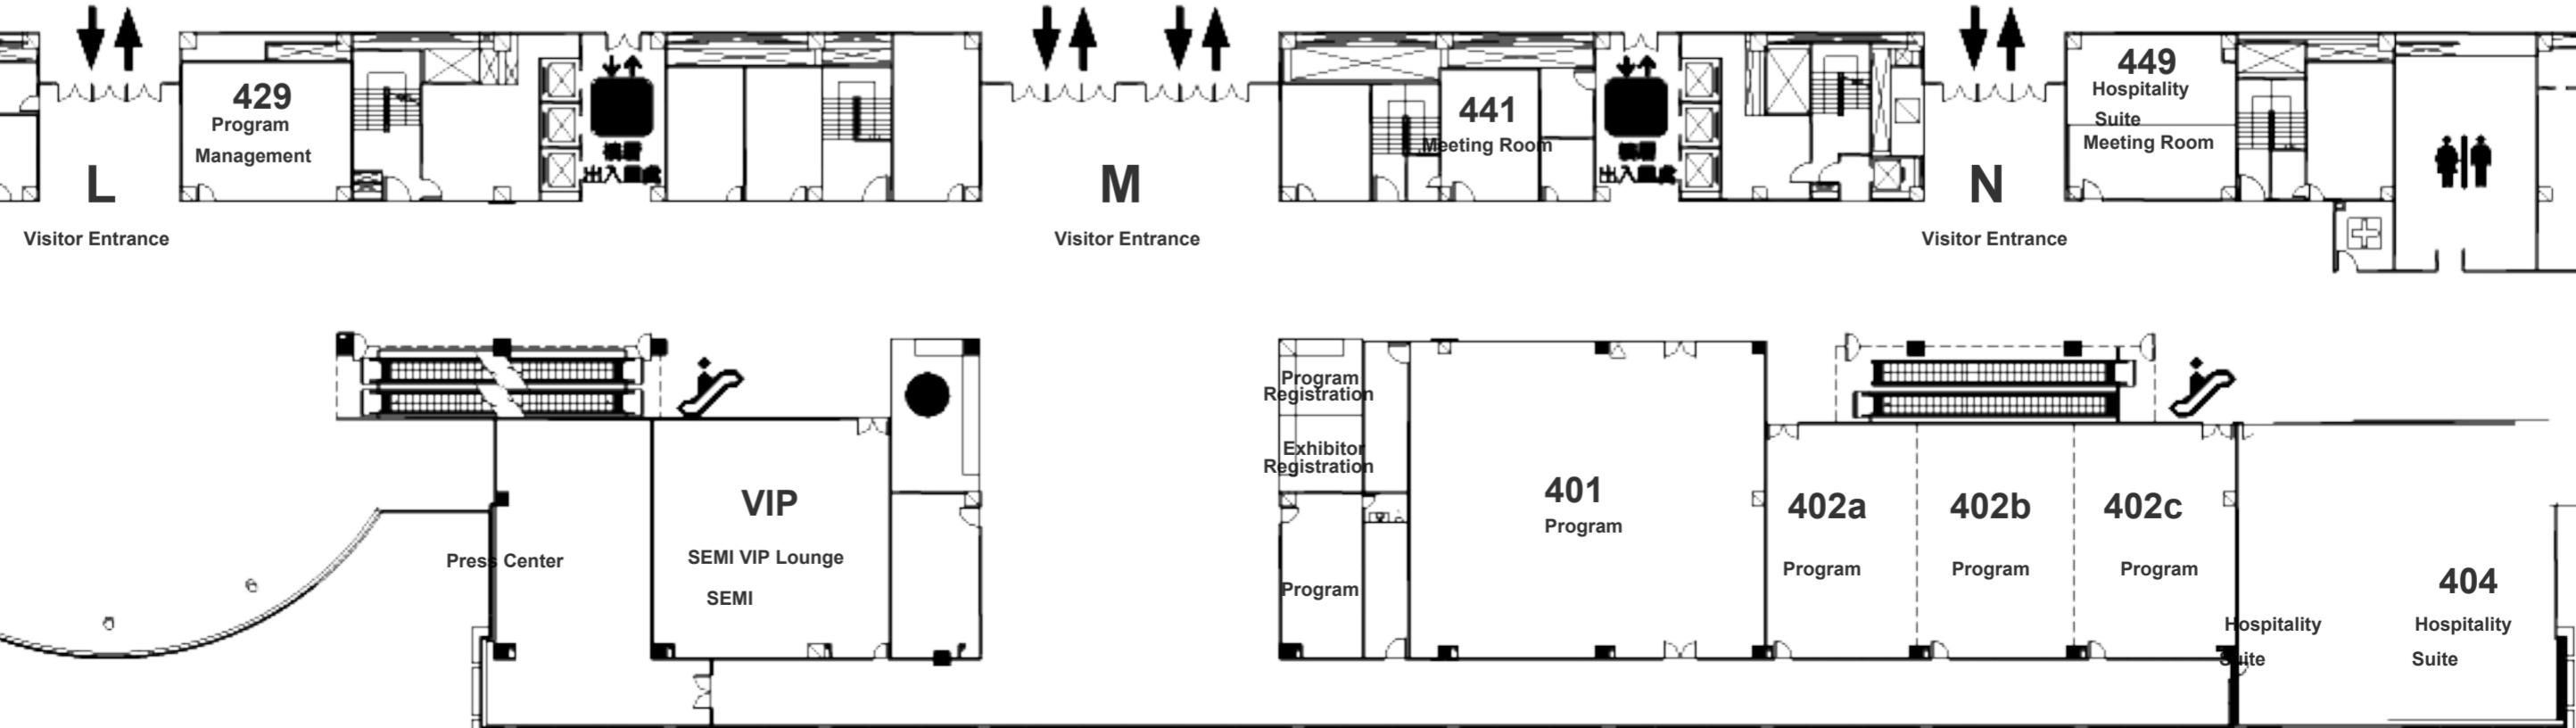 429
Program
Management
L
Visitor Entrance
出入口處
M
Visitor Entrance
441
Meeting Room
出入口處
N
Visitor Entrance
449
Hospitality
Suite
Meeting Room
Press Center
VIP
SEMI VIP Lounge
SEMI
Program
Registration
Exhibitor
Registration
Program
401
Program
402a
Program
402b
Program
402c
Program
Hospitality
Suite
404
Hospitality
Suite